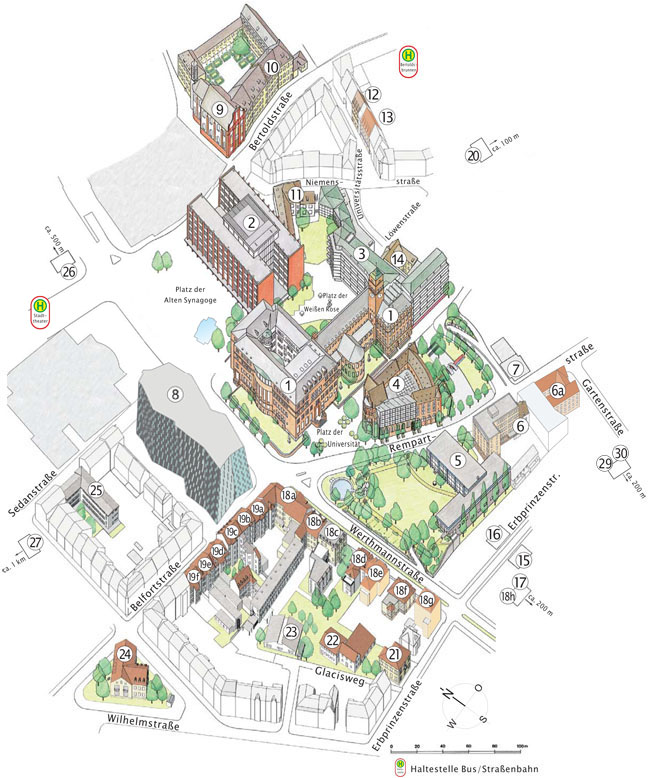 H
Bertolds-
brunnen
10
9
Bertoldstraße
12
13
20
ca. 100 m
Niemens
straße
Universitätsstraße
11
Löwenstraße
2
3
14
ca. 500 m
26
Platz der
Alten Synagoge
Platz der
Weißen Rose
H
Stadt-
theater
1
1
4
7
straße
6a
Gartenstraße
8
Platz der
Universität
Rempart-
6
5
30
29
ca. 200 m
Erbprinzenstr.
Sedanstraße
25
18a
19a
19b
18b
19c
18c
19d
19e
19f
18d
18e
18f
18g
Werthmannstraße
16
15
17
18h
ca. 200 m
27
ca. 1 km
Belfortstraße
23
22
21
24
Glacisweg
Wilhelmstraße
Erbprinzenstraße
N
O
W
S
0
20
40
60
80
100 m
H
Haltestelle Bus/Straßenbahn